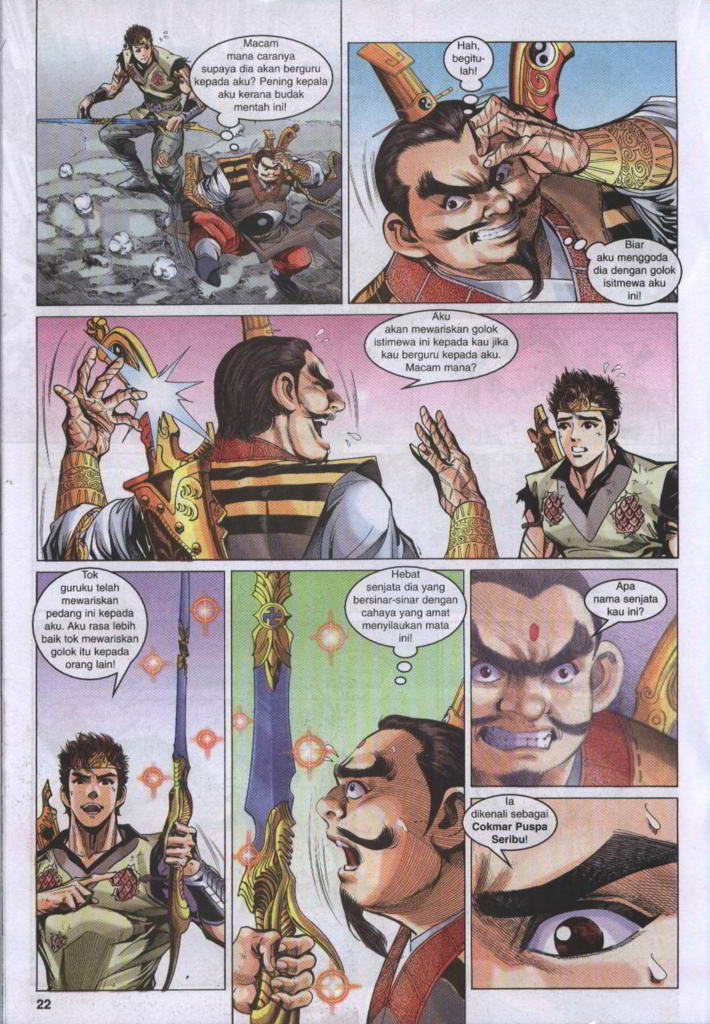 Macam
mana caranya
supaya dia akan berguru
kepada aku? Pening kepala
aku kerana budak
mentah ini!
Hah,
begitu-
lah!
Biar
aku menggoda
dia dengan golok
isitmewa aku
ini!
Aku
akan mewariskan golok
istimewa ini kepada kau jika
kau berguru kepada aku.
Macam mana?
Tok
guruku telah
mewariskan
pedang ini kepada
aku. Aku rasa lebih
baik tok mewariskan
golok itu kepada
orang lain!
Hebat
senjata dia yang
bersinar-sinar dengan
cahaya yang amat
menyilaukan mata
ini!
Apa
nama senjata
kau ini?
Ia
dikenali sebagai
Cokmar Puspa
Seribu!
22